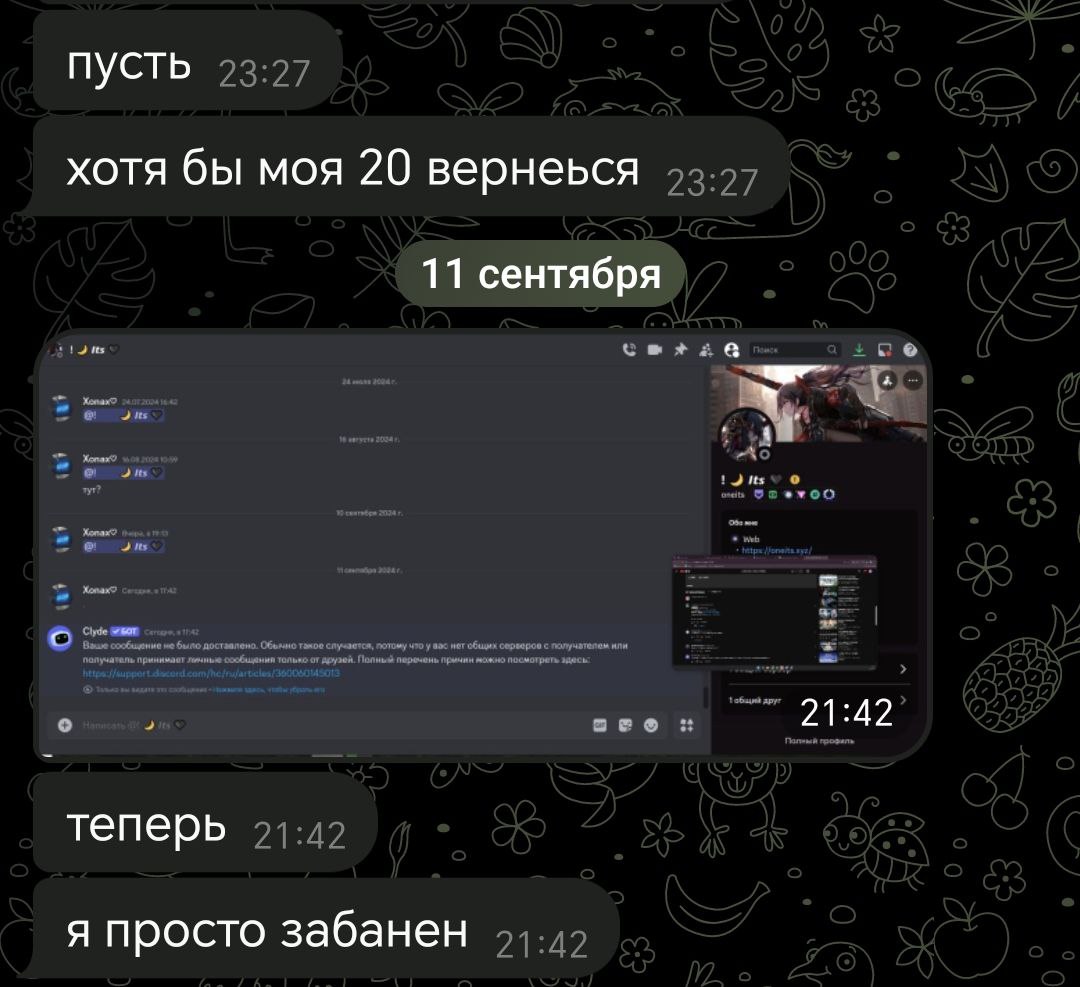 пусть 23:27
хотя бы моя 20 вернеься 23:27
11 сентября
! 🌙 Its 🖤
Поиск
24 июля 2024 г.
Xonax♡ 24.07.2024 16:42
@! 🌙 Its 🖤
16 августа 2024 г.
Xonax♡ 16.08.2024 10:59
@! 🌙 Its 🖤
тут?
10 сентября 2024 г.
Xonax♡ Вчера, в 19:13
@! 🌙 Its 🖤
11 сентября 2024 г.
Xonax♡ Сегодня, в 17:42
.
Clyde ✓БОТ Сегодня, в 17:42
Ваше сообщение не было доставлено. Обычно такое случается, потому что у вас нет общих серверов с получателем или
получатель принимает личные сообщения только от друзей. Полный перечень причин можно посмотреть здесь:
https://support.discord.com/hc/ru/articles/360060145013
Только вы видите это сообщение • Нажмите здесь, чтобы убрать его
Написать @! 🌙 Its 🖤
GIF
! 🌙 Its 🖤
oneits
Обо мне
Web
• https://oneits.xyz/
1 общий друг
Полный профиль
21:42
теперь 21:42
я просто забанен 21:42